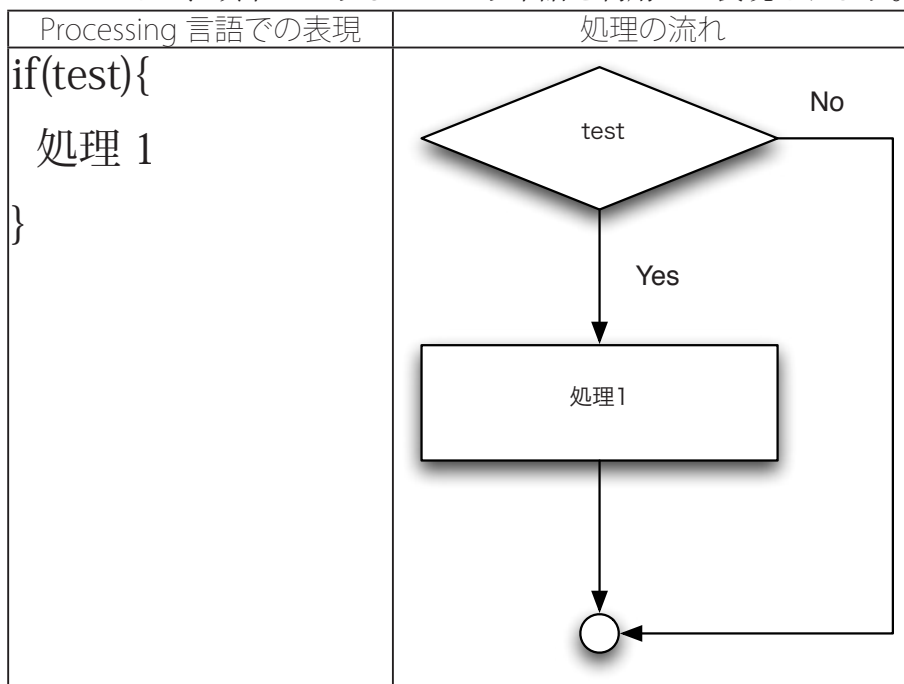 Processing 言語での表現
処理の流れ
if(test){
処理 1
}
test
No
Yes
処理1